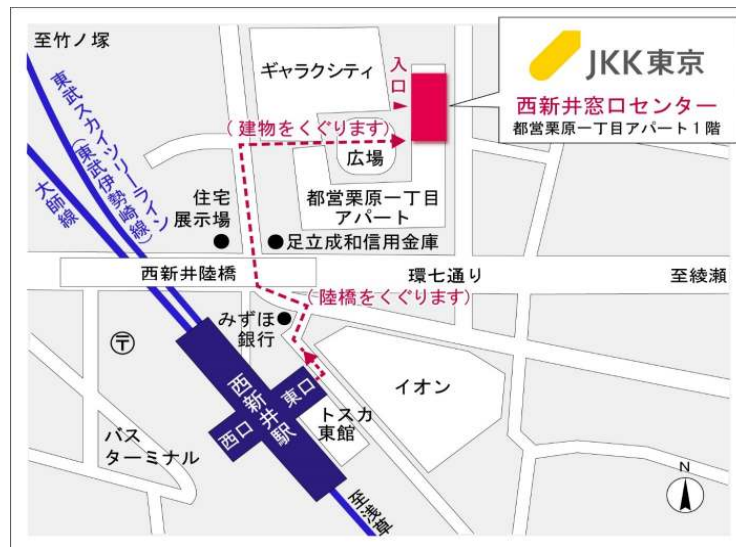 至竹ノ塚
ギャラクシティ
入口
JKK東京
西新井窓口センター
都営栗原一丁目アパート1階
東武スカイツリーライン
(東武伊勢崎線)
大師線
(建物をくぐります)
広場
住宅
展示場
都営栗原一丁目
アパート
足立成和信用金庫
西新井陸橋
環七通り
至綾瀬
(陸橋をくぐります)
みずほ
銀行
〒
西新井駅
東口
西口
イオン
トスカ
東館
バス
ターミナル
至浅草
N